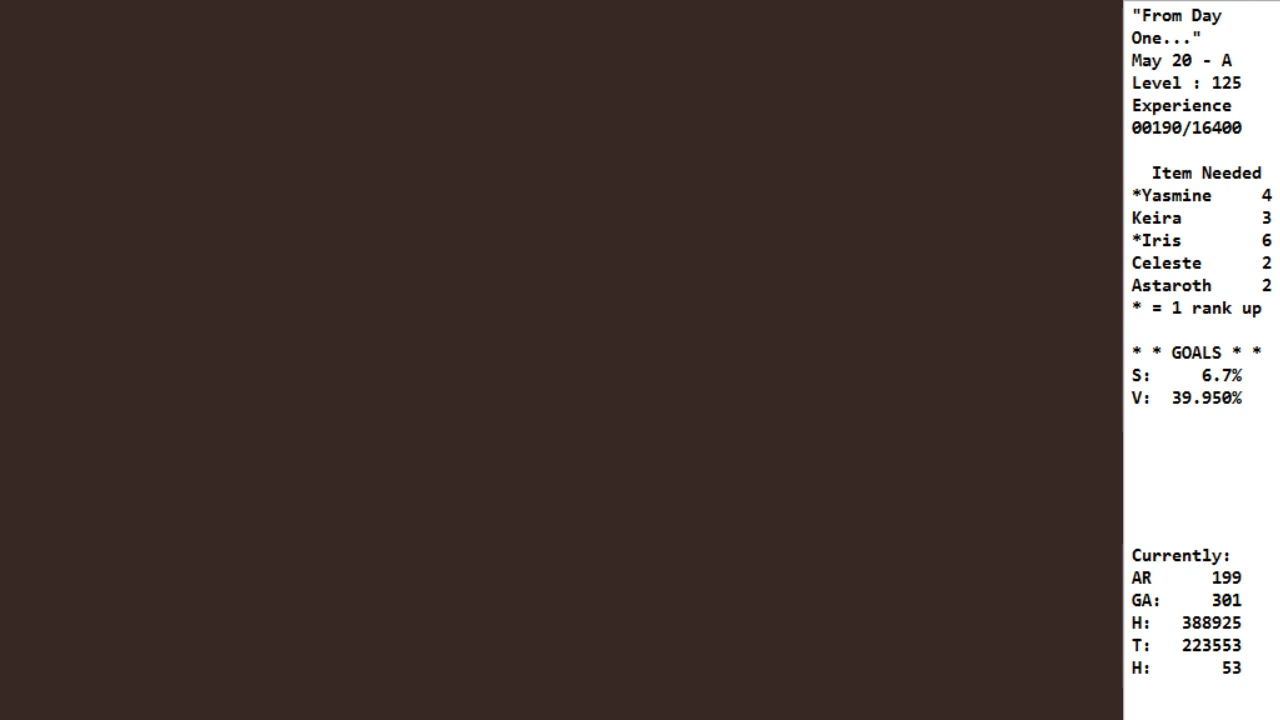 "From Day
One..."
May 20 - A
Level : 125
Experience
00190/16400
Item Needed
*Yasmine 4
Keira 3
*Iris 6
Celeste 2
Astaroth 2
* = 1 rank up
* * GOALS * *
S: 6.7%
V: 39.950%
Currently:
AR 199
GA: 301
H: 388925
T: 223553
H: 53